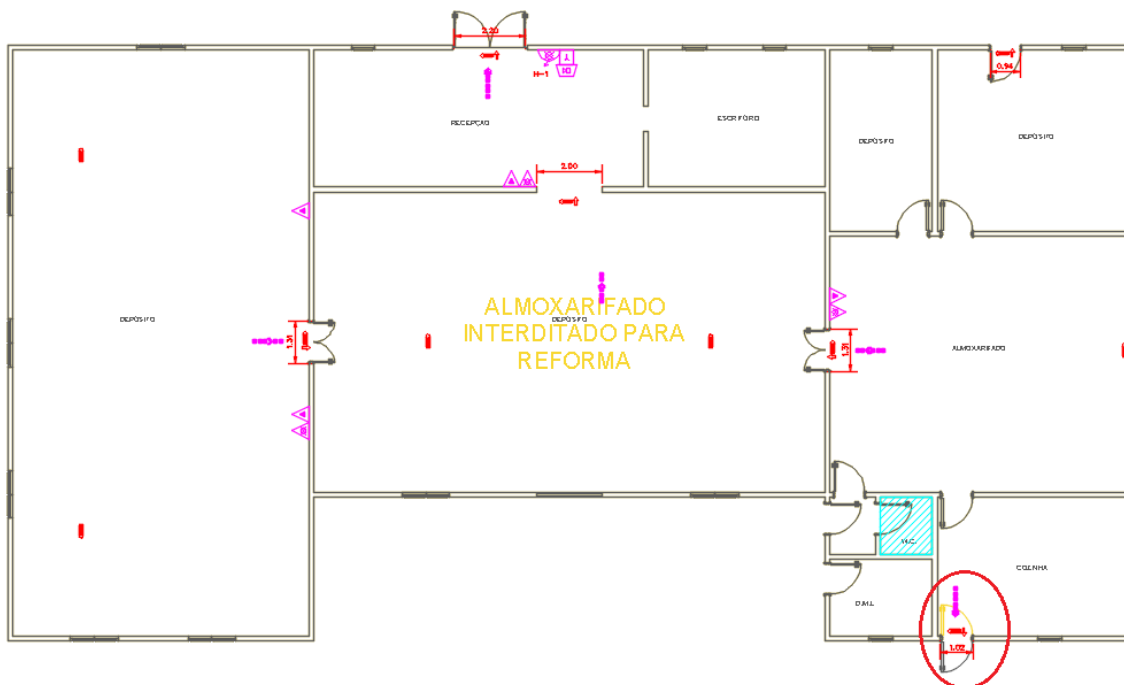 2.20
H-1
0.94
RECEPÇÃO
ESCRITÓRIO
DEPÓSITO
DEPÓSITO
2.00
ALMOXARIFADO
INTERDITADO PARA
REFORMA
DEPÓSITO
DEPÓSITO
1.31
1.31
ALMOXARIFADO
W.C.
COZINHA
D.M.L
1.02